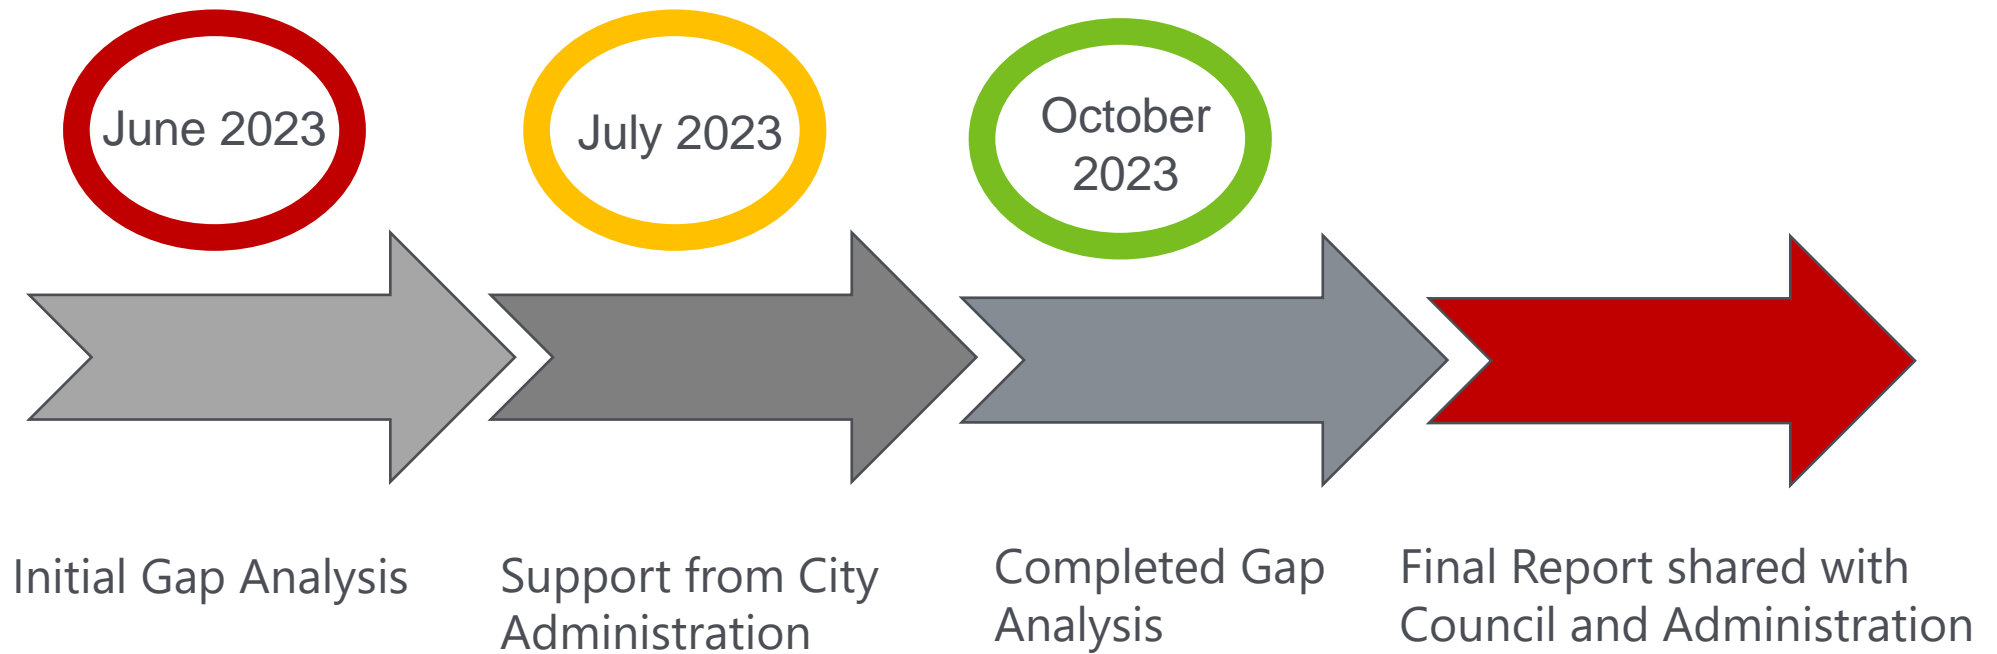 June 2023
July 2023
October
2023
Initial Gap Analysis
Support from City
Administration
Completed Gap
Analysis
Final Report shared with
Council and Administration